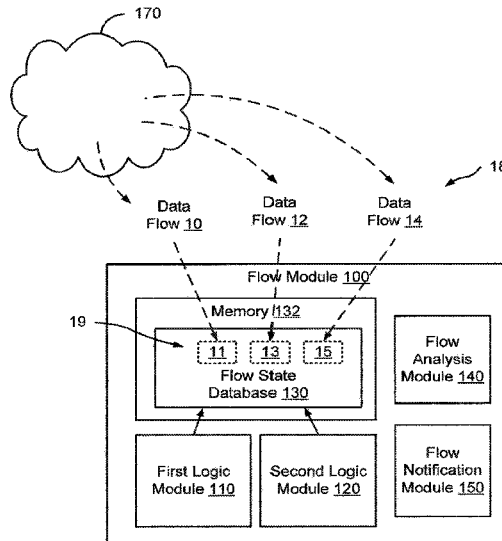 170
18
Data
Flow 10
Data
Flow 12
Data
Flow 14
Flow Module 100
Memory 132
19
11
13
15
Flow State
Database 130
Flow
Analysis
Module 140
First Logic
Module 110
Second Logic
Module 120
Flow
Notification
Module 150